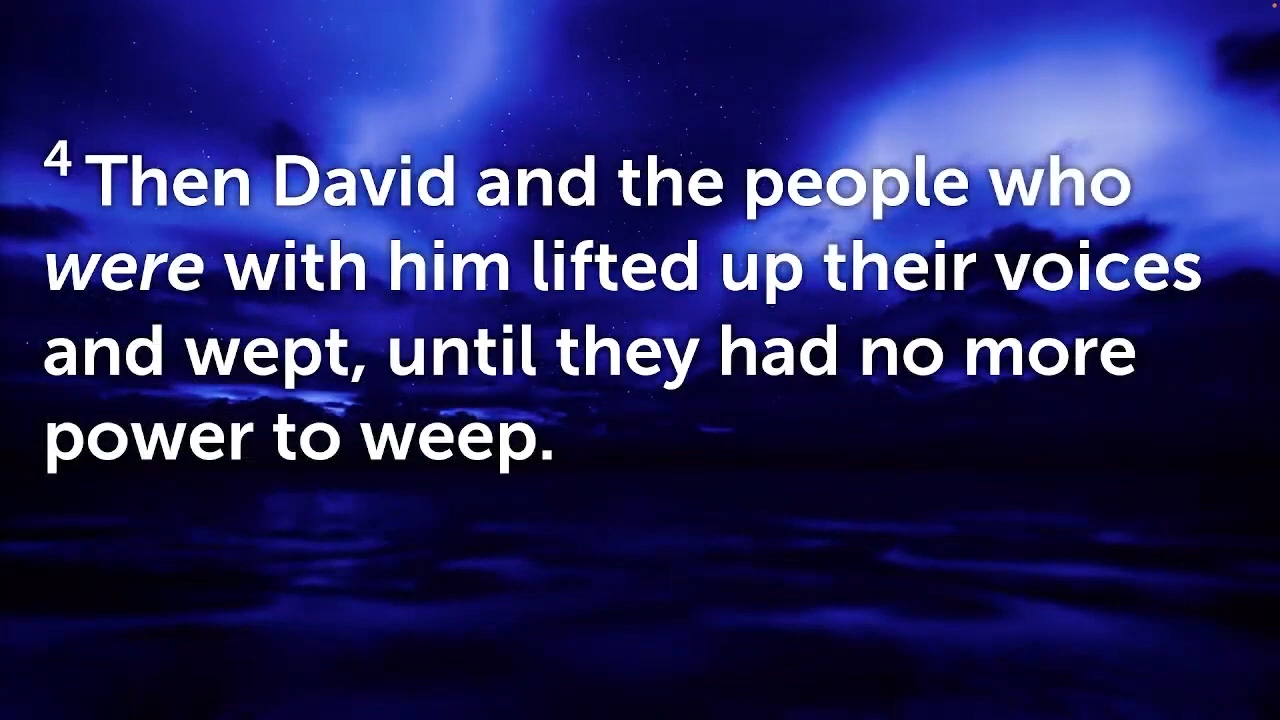 4 Then David and the people who
were with him lifted up their voices
and wept, until they had no more
power to weep.